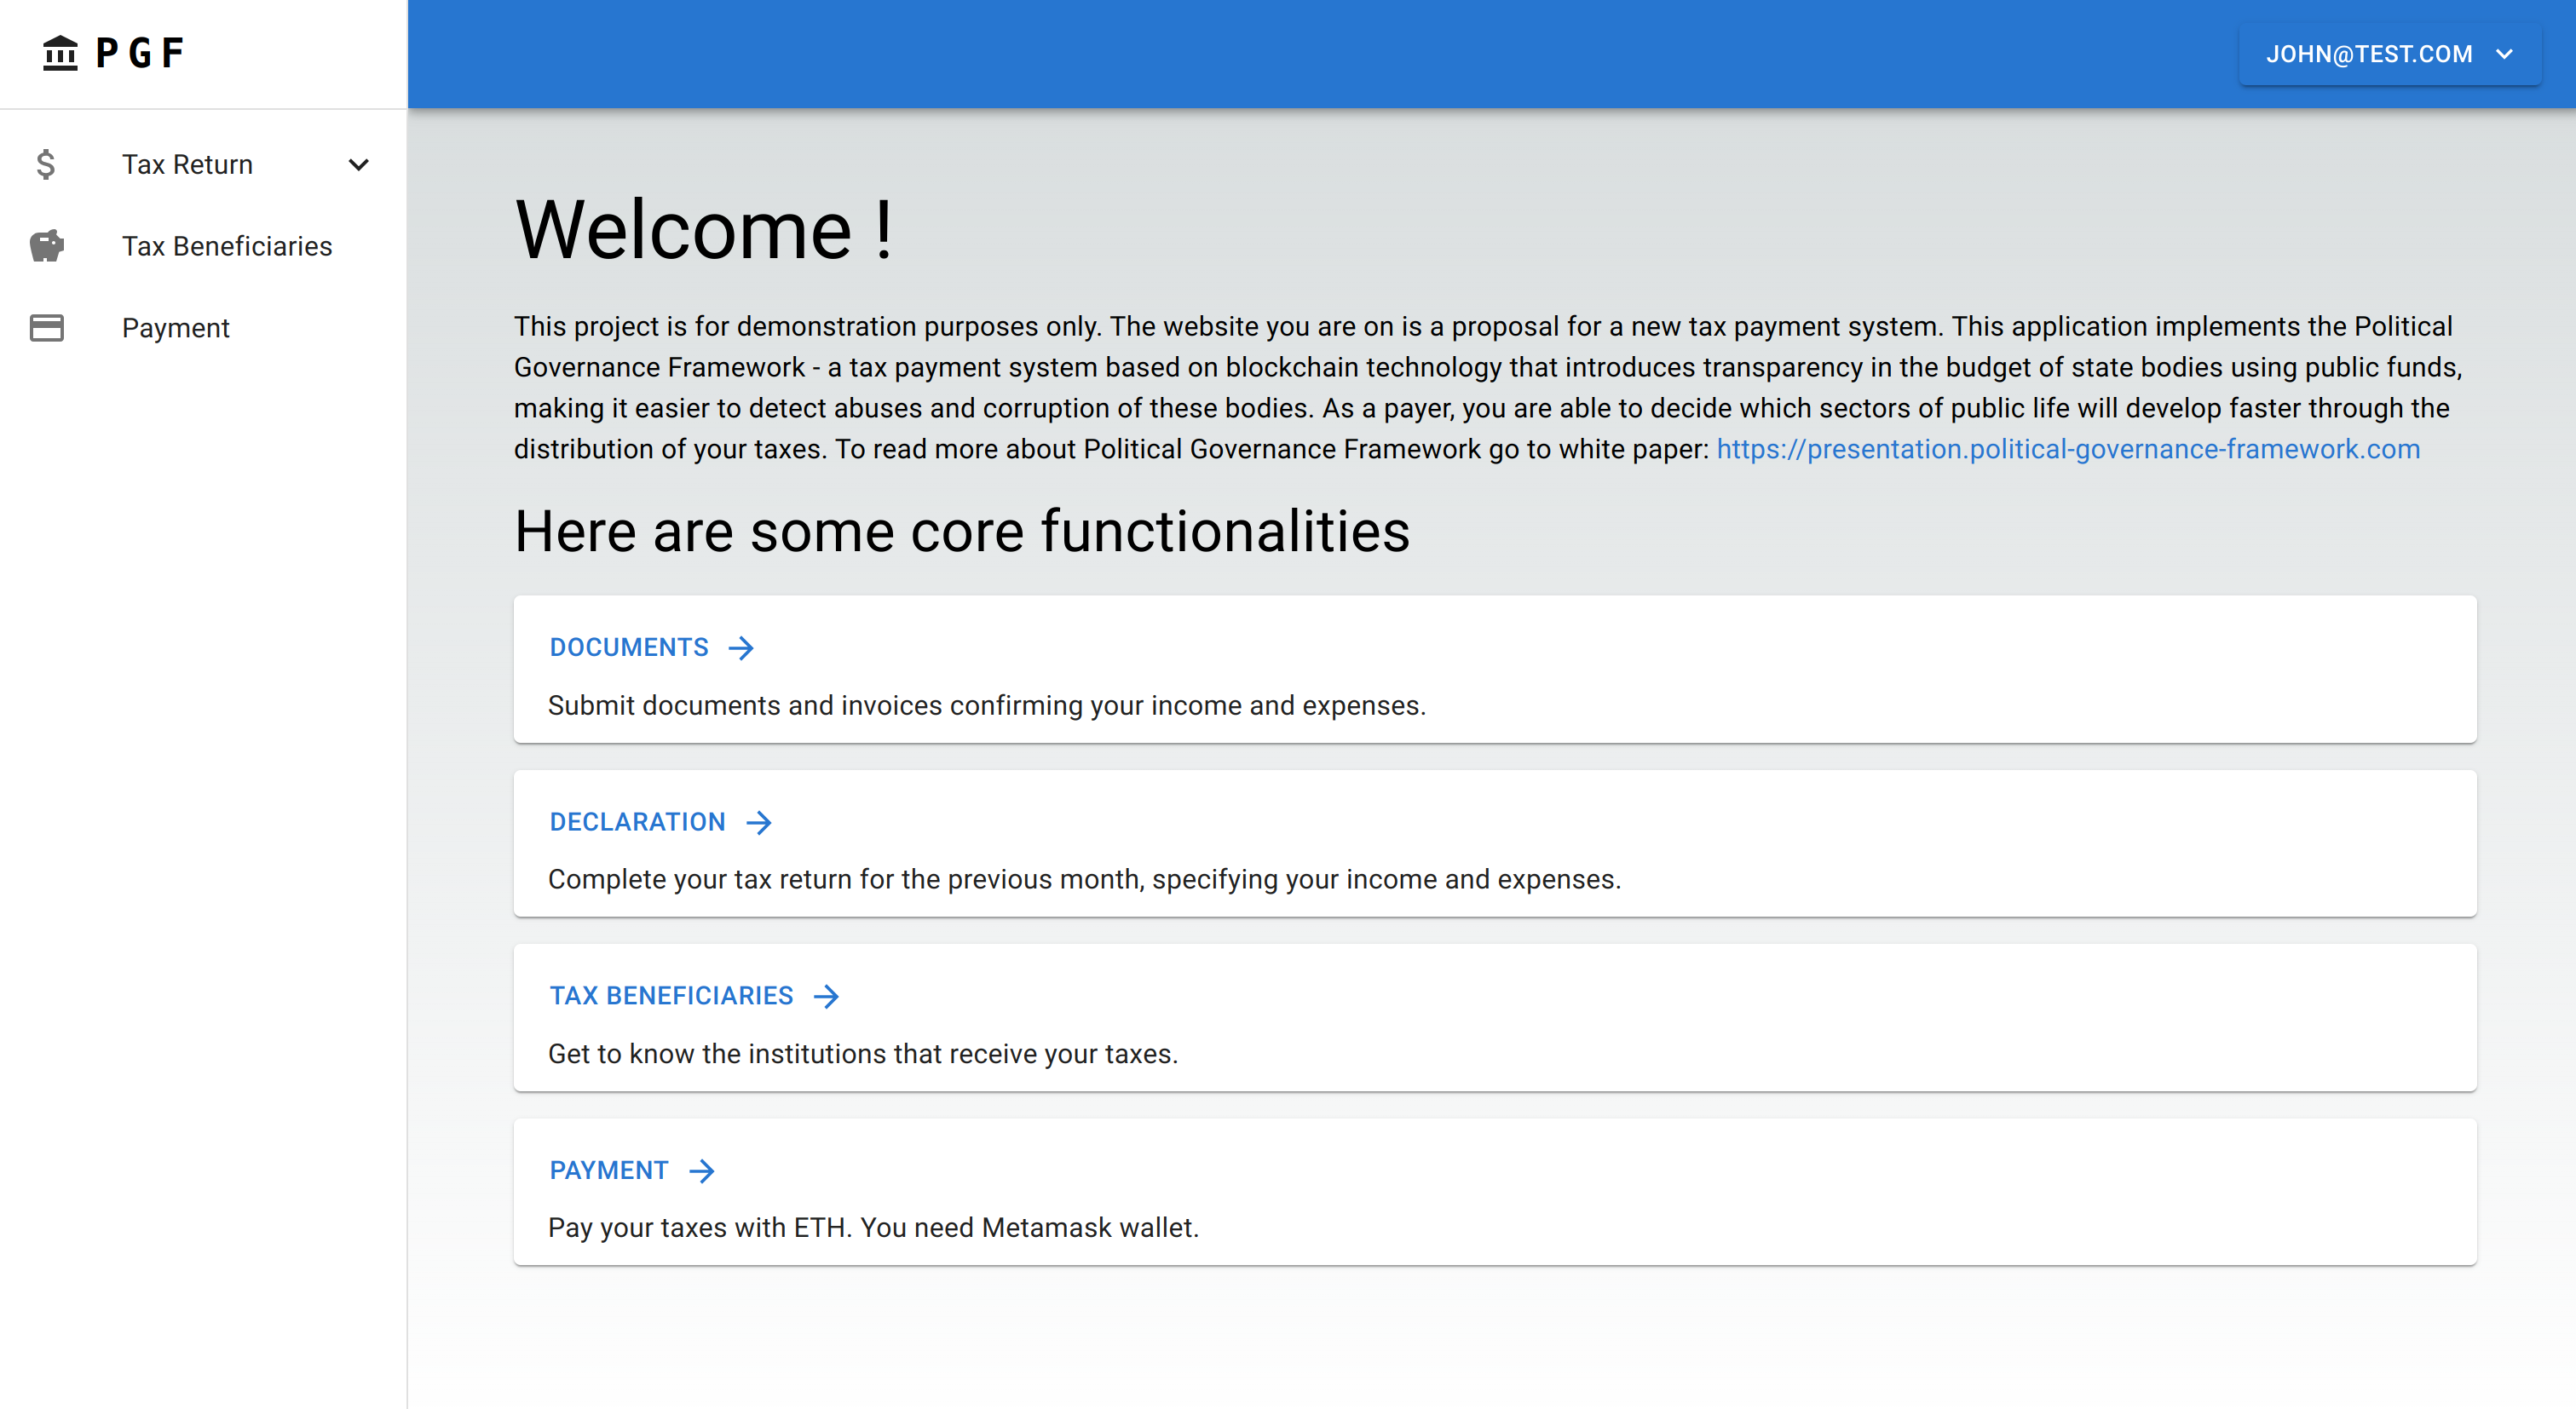 PGF
JOHN@TEST.COM
Tax Return
Tax Beneficiaries
Payment
Welcome !
This project is for demonstration purposes only. The website you are on is a proposal for a new tax payment system. This application implements the Political
Governance Framework - a tax payment system based on blockchain technology that introduces transparency in the budget of state bodies using public funds,
making it easier to detect abuses and corruption of these bodies. As a payer, you are able to decide which sectors of public life will develop faster through the
distribution of your taxes. To read more about Political Governance Framework go to white paper: https://presentation.political-governance-framework.com
Here are some core functionalities
DOCUMENTS
Submit documents and invoices confirming your income and expenses.
DECLARATION
Complete your tax return for the previous month, specifying your income and expenses.
TAX BENEFICIARIES
Get to know the institutions that receive your taxes.
PAYMENT
Pay your taxes with ETH. You need Metamask wallet.